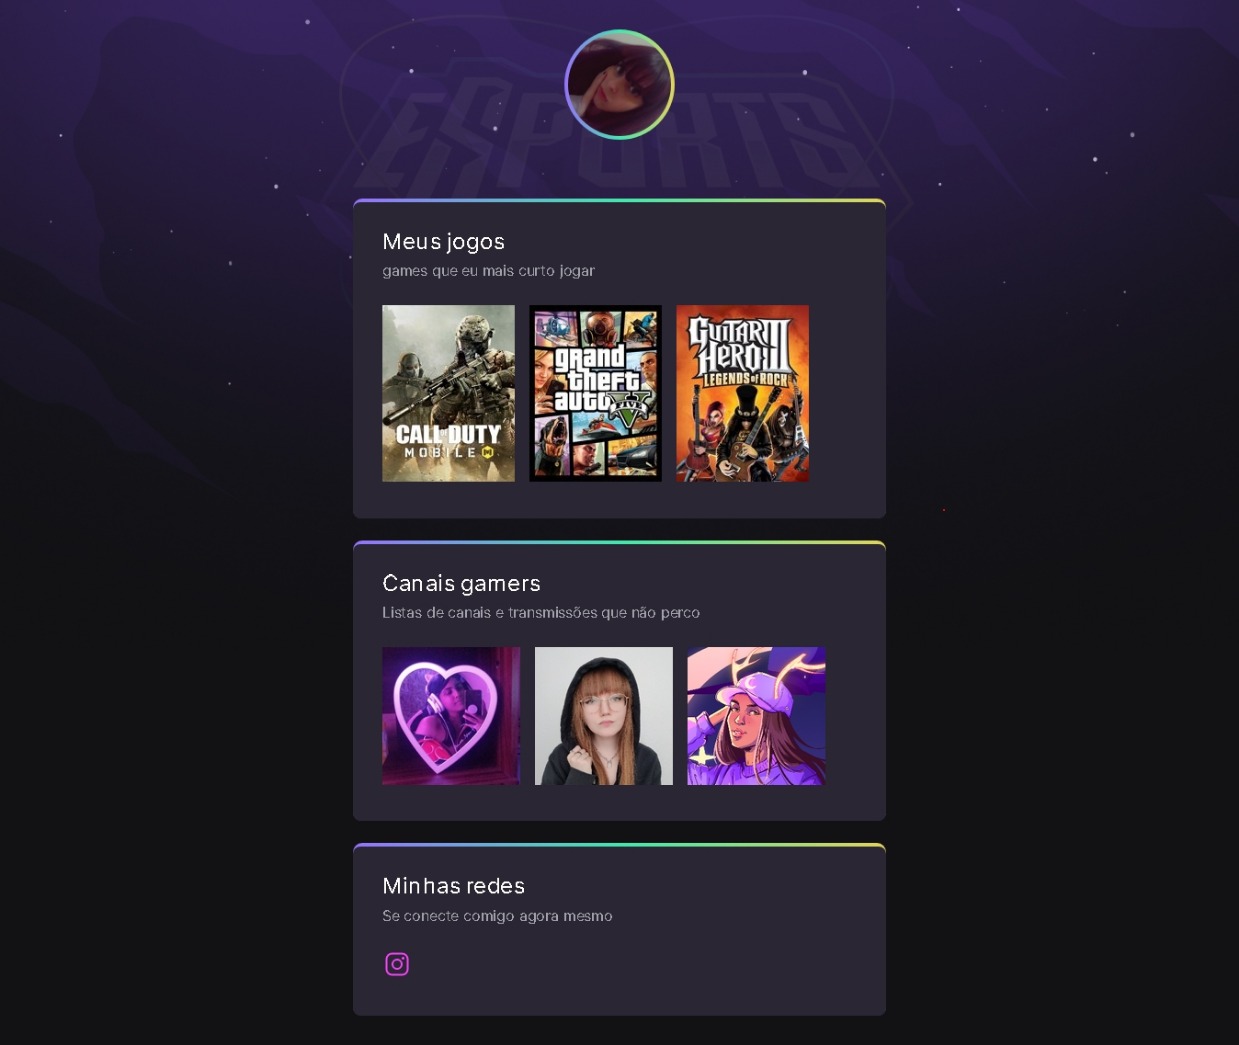 ESPORTS
Meus jogos
games que eu mais curto jogar
CALL OF DUTY
MOBILE
grand
theft
auto
V
FIVE
GUITAR
HERO III
LEGENDS of ROCK
Canais gamers
Listas de canais e transmissões que não perco
Minhas redes
Se conecte comigo agora mesmo